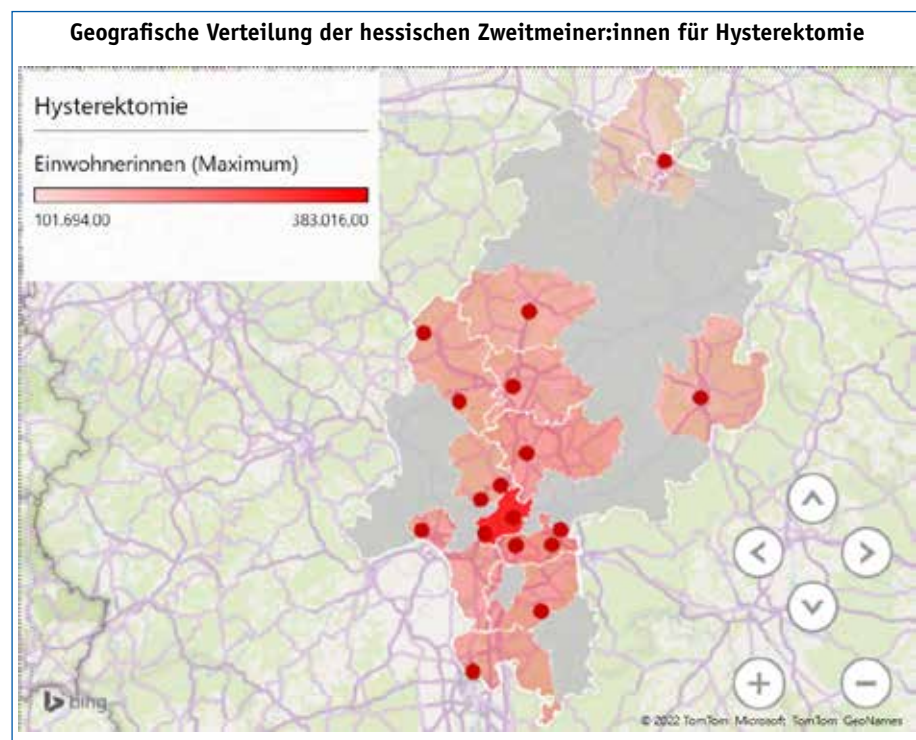 Geografische Verteilung der hessischen Zweitmeiner:innen für Hysterektomie
Hysterektomie
Einwohnerinnen (Maximum)
101.694,00 383.016,00
bing
© 2022 TomTom, Microsoft, TomTom GeoNames